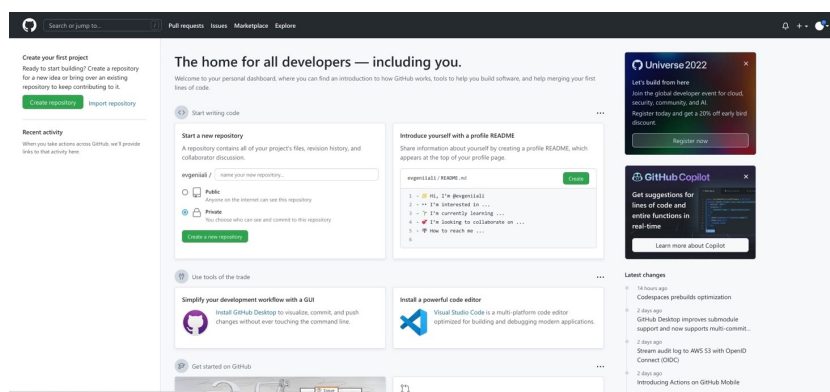 Search or jump to...
/
Pull requests Issues Marketplace Explore
Create your first project
Ready to start building? Create a repository
for a new idea or bring over an existing
repository to keep contributing to it.
Create repository
Import repository
Recent activity
When you take actions across GitHub, we'll provide
links to that activity here.
The home for all developers — including you.
Welcome to your personal dashboard, where you can find an introduction to how GitHub works, tools to help you build software, and help merging your first
lines of code.
Start writing code
Start a new repository
A repository contains all of your project's files, revision history, and
collaborator discussion.
evgeniiali /
name your new repository...
Public
Anyone on the internet can see this repository
Private
You choose who can see and commit to this repository
Create a new repository
Introduce yourself with a profile README
Share information about yourself by creating a profile README, which
appears at the top of your profile page.
evgeniiali / README.md
Create
1 - 👋 Hi, I'm @evgeniiali
2 - 👀 I'm interested in ...
3 - 🌱 I'm currently learning ...
4 - 💞️ I'm looking to collaborate on ...
5 - 📫 How to reach me ...
6
Use tools of the trade
Simplify your development workflow with a GUI
Install GitHub Desktop to visualize, commit, and push
changes without ever touching the command line.
Install a powerful code editor
Visual Studio Code is a multi-platform code editor
optimized for building and debugging modern applications.
Get started on GitHub
Universe2022
Let's build from here
Join the global developer event for cloud,
security, community, and AI.
Register today and get a 20% off early bird
discount.
Register now
GitHub Copilot
Get suggestions for
lines of code and
entire functions in
real-time
Learn more about Copilot
Latest changes
14 hours ago
Codespaces prebuilds optimization
2 days ago
GitHub Desktop improves submodule
support and now supports multi-commit...
2 days ago
Stream audit log to AWS S3 with OpenID
Connect (OIDC)
2 days ago
Introducing Actions on GitHub Mobile